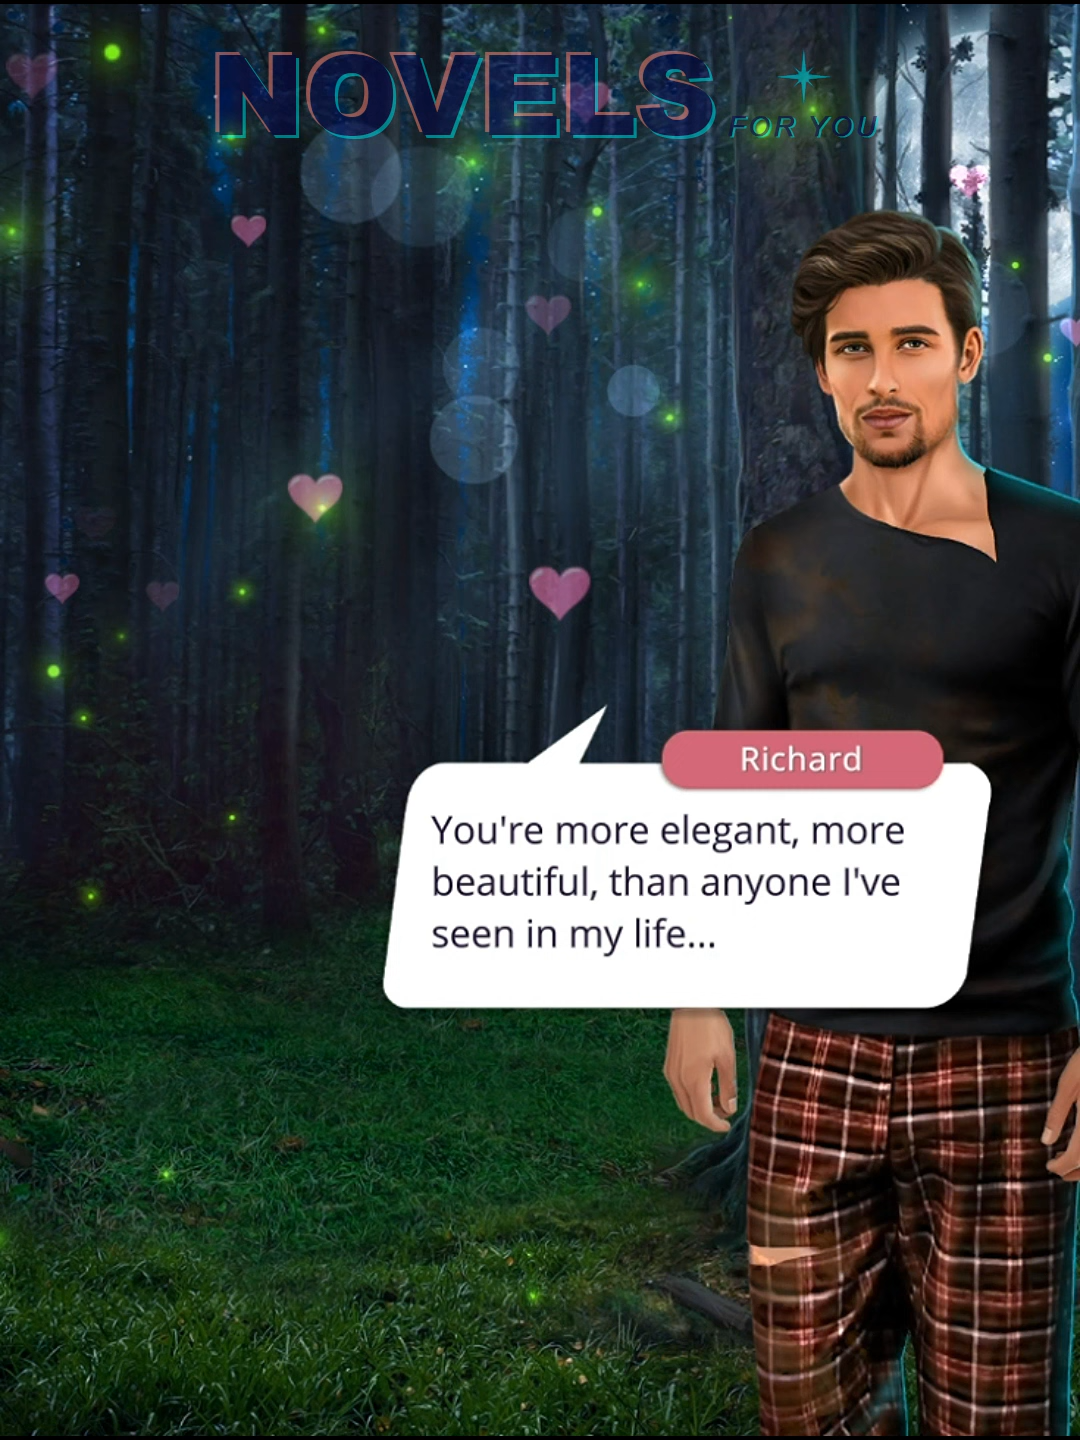 NOVELS
FOR YOU
Richard
You're more elegant, more
beautiful, than anyone I've
seen in my life...